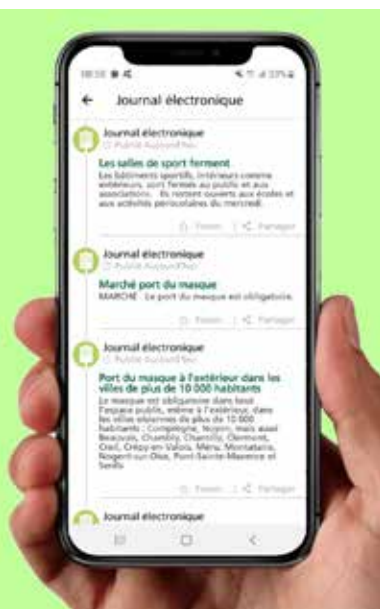 Journal électronique
Journal électronique
Publié Aujourd'hui
Les salles de sport ferment
Les bâtiments sportifs, intérieurs comme
extérieurs, sont fermés au public et aux
associations. Ils restent ouverts aux écoles et
aux activités périscolaires du mercredi.
Partager
Journal électronique
Publié Aujourd'hui
Marché port du masque
MARCHÉ : Le port du masque est obligatoire.
Partager
Journal électronique
Publié Aujourd'hui
Port du masque à l'extérieur dans les
villes de plus de 10 000 habitants
Le masque est obligatoire dans tout
l'espace public, même à l'extérieur, dans
les villes oisiennes de plus de 10 000
habitants : Compiègne, Noyon, mais aussi
Beauvais, Chambly, Chantilly, Clermont,
Creil, Crépy-en-Valois, Méru, Montataire,
Nogent-sur-Oise, Pont-Sainte-Maxence et
Senlis
Partager
Journal électronique